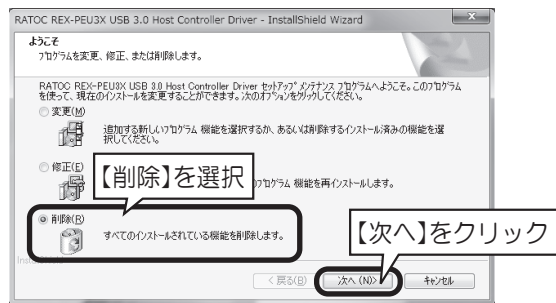 RATOC REX-PEU3X USB 3.0 Host Controller Driver - InstallShield Wizard
ようこそ
プログラムを変更、修正、または削除します。
RATOC REX-PEU3X USB 3.0 Host Controller Driver セットアップ メンテナンス プログラムへようこそ。このプログラム
を使って、現在のインストールを変更することができます。次のオプションをクリックしてください。
変更(M)
追加する新しいプログラム 機能を選択するか、あるいは削除するインストール済みの機能を選
択してください。
修正(E)
【削除】を選択
プログラム 機能を再インストールします。
削除(R)
すべてのインストールされている機能を削除します。
【次へ】をクリック
< 戻る(B)
次へ (N)>
キャンセル